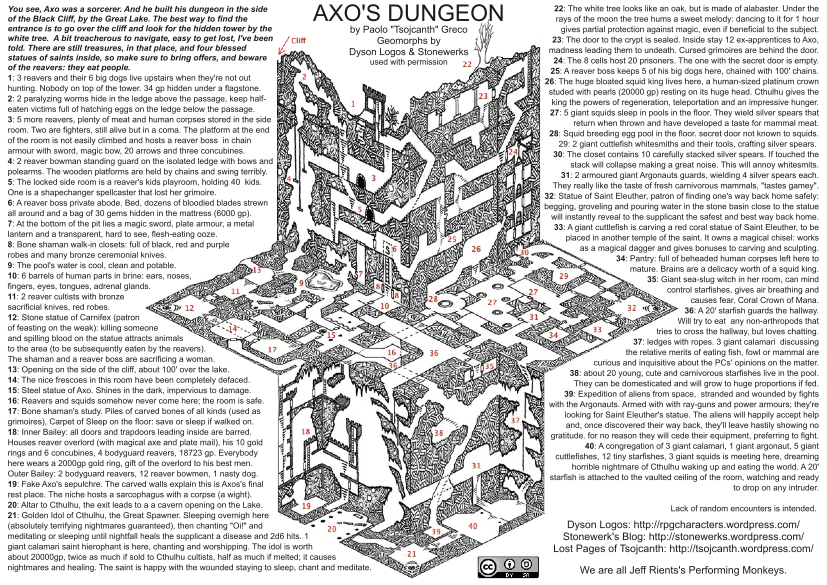 You see, Axo was a sorcerer. And he built his dungeon in the side
of the Black Cliff, by the Great Lake. The best way to find the
entrance is to go over the cliff and look for the hidden tower by the
white tree. A bit treacherous to navigate, easy to get lost, I've been
told. There are still treasures, in that place, and four blessed
statues of saints inside, so make sure to bring offers, and beware
of the reavers: they eat people.
1: 3 reavers and their 6 big dogs live upstairs when they're not out
hunting. Nobody on top of the tower. 34 gp hidden under a flagstone.
2: 2 paralyzing worms hide in the ledge above the passage, keep half-
eaten victims full of hatching eggs on the ledge below the passage.
3: 5 more reavers, plenty of meat and human corpses stored in the side
room. Two are fighters, still alive but in a coma. The platform at the end
of the room is not easily climbed and hosts a reaver boss in chain
armour with sword, magic bow, 20 arrows and three concubines.
4: 2 reaver bowman standing guard on the isolated ledge with bows and
polearms. The wooden platforms are held by chains and swing terribly.
5: The locked side room is a reaver's kids playroom, holding 40 kids.
One is a shapechanger spellcaster that lost her grimoire.
6: A reaver boss private abode. Bed, dozens of bloodied blades strewn
all around and a bag of 30 gems hidden in the mattress (6000 gp).
7: At the bottom of the pit lies a magic sword, plate armour, a metal
lantern and a transparent, hard to see, flesh-eating ooze.
8: Bone shaman walk-in closets: full of black, red and purple
robes and many bronze ceremonial knives.
9: The pool's water is cool, clean and potable.
10: 6 barrels of human parts in brine: ears, noses,
fingers, eyes, tongues, adrenal glands.
11: 2 reaver cultists with bronze
sacrificial knives, red robes.
12: Stone statue of Carnifex (patron
of feasting on the weak): killing someone
and spilling blood on the statue attracts animals
to the area (to be subsequently eaten by the reavers).
The shaman and a reaver boss are sacrificing a woman.
13: Opening on the side of the cliff, about 100' over the lake.
14: The nice frescoes in this room have been completely defaced.
15: Steel statue of Axo. Shines in the dark, impervious to damage.
16: Reavers and squids somewhat never come here; the room is safe.
17: Bone shaman's study. Piles of carved bones of all kinds (used as
grimoires), Carpet of Sleep on the floor: save or sleep if walked on.
18: Inner Bailey: all doors and trapdoors leading inside are barred.
Houses reaver overlord (with magical axe and plate mail), his 10 gold
rings and 6 concubines, 4 bodyguard reavers, 18723 gp. Everybody
here wears a 2000gp gold ring, gift of the overlord to his best men.
Outer Bailey: 2 bodyguard reavers, 12 reaver bowmen, 1 nasty dog.
19: Fake Axo's sepulchre. The carved walls explain this is Axos's final
rest place. The niche hosts a sarcophagus with a corpse (a wight).
20: Altar to Cthulhu, the exit leads to a a cavern opening on the Lake.
21: Golden Idol of Cthulhu, the Great Spawner. Sleeping overnigh here
(absolutely terrifying nightmares guaranteed), then chanting "Oi!" and
meditating or sleeping until nightfall heals the supplicant a disease and 2d6 hits. 1
giant calamari saint hierophant is here, chanting and worshipping. The idol is worth
about 20000gp, twice as much if sold to Cthulhu cultists, half as much if melted; it causes
nightmares and healing. The saint is happy with the wounded staying to sleep, chant and meditate.
AXO'S DUNGEON
by Paolo "Tsojcanth" Greco
Geomorphs by
Dyson Logos & Stonewerks
used with permission
Cliff
22: The white tree looks like an oak, but is made of alabaster. Under the
rays of the moon the tree hums a sweet melody: dancing to it for 1 hour
gives partial protection against magic, even if beneficial to the subject.
23: The door to the crypt is sealed. Inside stay 12 ex-apprentices to Axo,
madness leading them to undeath. Cursed grimoires are behind the door.
24: The 8 cells host 20 prisoners. The one with the secret door is empty.
25: A reaver boss keeps 5 of his big dogs here, chained with 100' chains.
26: The huge bloated squid king lives here, a human-sized platinum crown
studed with pearls (20000 gp) resting on its huge head. Cthulhu gives the
king the powers of regeneration, teleportation and an impressive hunger.
27: 5 giant squids sleep in pools in the floor. They wield silver spears that
return when thrown and have developed a taste for mammal meat.
28: Squid breeding egg pool in the floor. secret door not known to squids.
29: 2 giant cuttlefish whitesmiths and their tools, crafting silver spears.
30: The closet contains 10 carefully stacked silver spears. If touched the
stack will collapse making a great noise. This will annoy whitesmiths.
31: 2 armoured giant Argonauts guards, wielding 4 silver spears each.
They really like the taste of fresh carnivorous mammals, "tastes gamey".
32: Statue of Saint Eleuther, patron of finding one's way back home safely:
begging, groveling and pouring water in the stone basin close to the statue
will instantly reveal to the supplicant the safest and best way back home.
33: A giant cuttlefish is carving a red coral statue of Saint Eleuther, to be
placed in another temple of the saint. It owns a magical chisel: works
as a magical dagger and gives bonuses to carving and sculpling.
34: Pantry: full of beheaded human corpses left here to
mature. Brains are a delicacy worth of a squid king.
35: Giant sea-slug witch in her room, can mind
control starfishes, gives air breathing and
causes fear. Coral Crown of Mana.
36: A 20' starfish guards the hallway.
Will try to eat any non-arthropods that
tries to cross the hallway, but loves chatting.
37: ledges with ropes. 3 giant calamari discussing
the relative merits of eating fish, fowl or mammal are
curious and inquisitive about the PCs' opinions on the matter.
38: about 20 young, cute and carnivorous starfishes live in the pool.
They can be domesticated and will grow to huge proportions if fed.
39: Expedition of aliens from space, stranded and wounded by fights
with the Argonauts. Armed with with ray-guns and power armours; they're
looking for Saint Eleuther's statue. The aliens will happily accept help
and, once discovered their way back, they'll leave hastily showing no
gratitude. for no reason they will cede their equipment, preferring to fight.
40: A congregation of 3 giant calamari, 1 giant argonaut, 5 giant
cuttlefishes, 12 tiny starfishes, 3 giant squids is meeting here, dreaming
horrible nightmare of Cthulhu waking up and eating the world. A 20'
starfish is attached to the vaulted ceiling of the room, watching and ready
to drop on any intruder.
Lack of random encounters is intended.
Dyson Logos: http://rpgcharacters.wordpress.com/
Stonewerk's Blog: http://stonewerks.wordpress.com/
Lost Pages of Tsojcanth: http://tsojcanth.wordpress.com/
We are all Jeff Rients's Performing Monkeys.